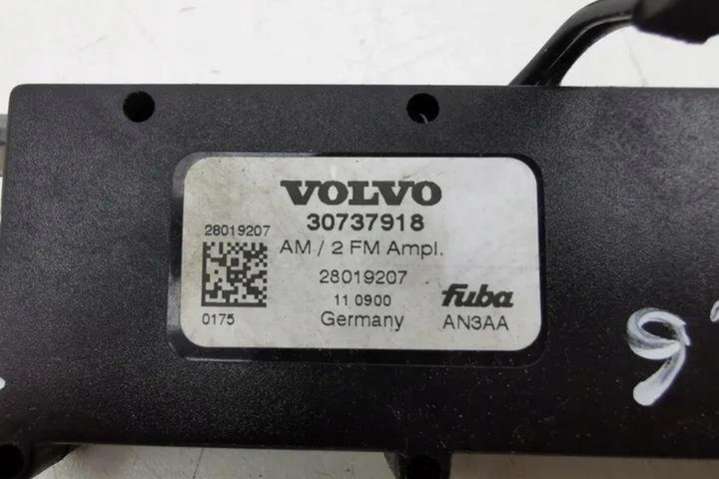 VOLVO
30737918
28019207
AM / 2 FM Ampl.
28019207
11 0900
fuba
0175
Germany
AN3AA